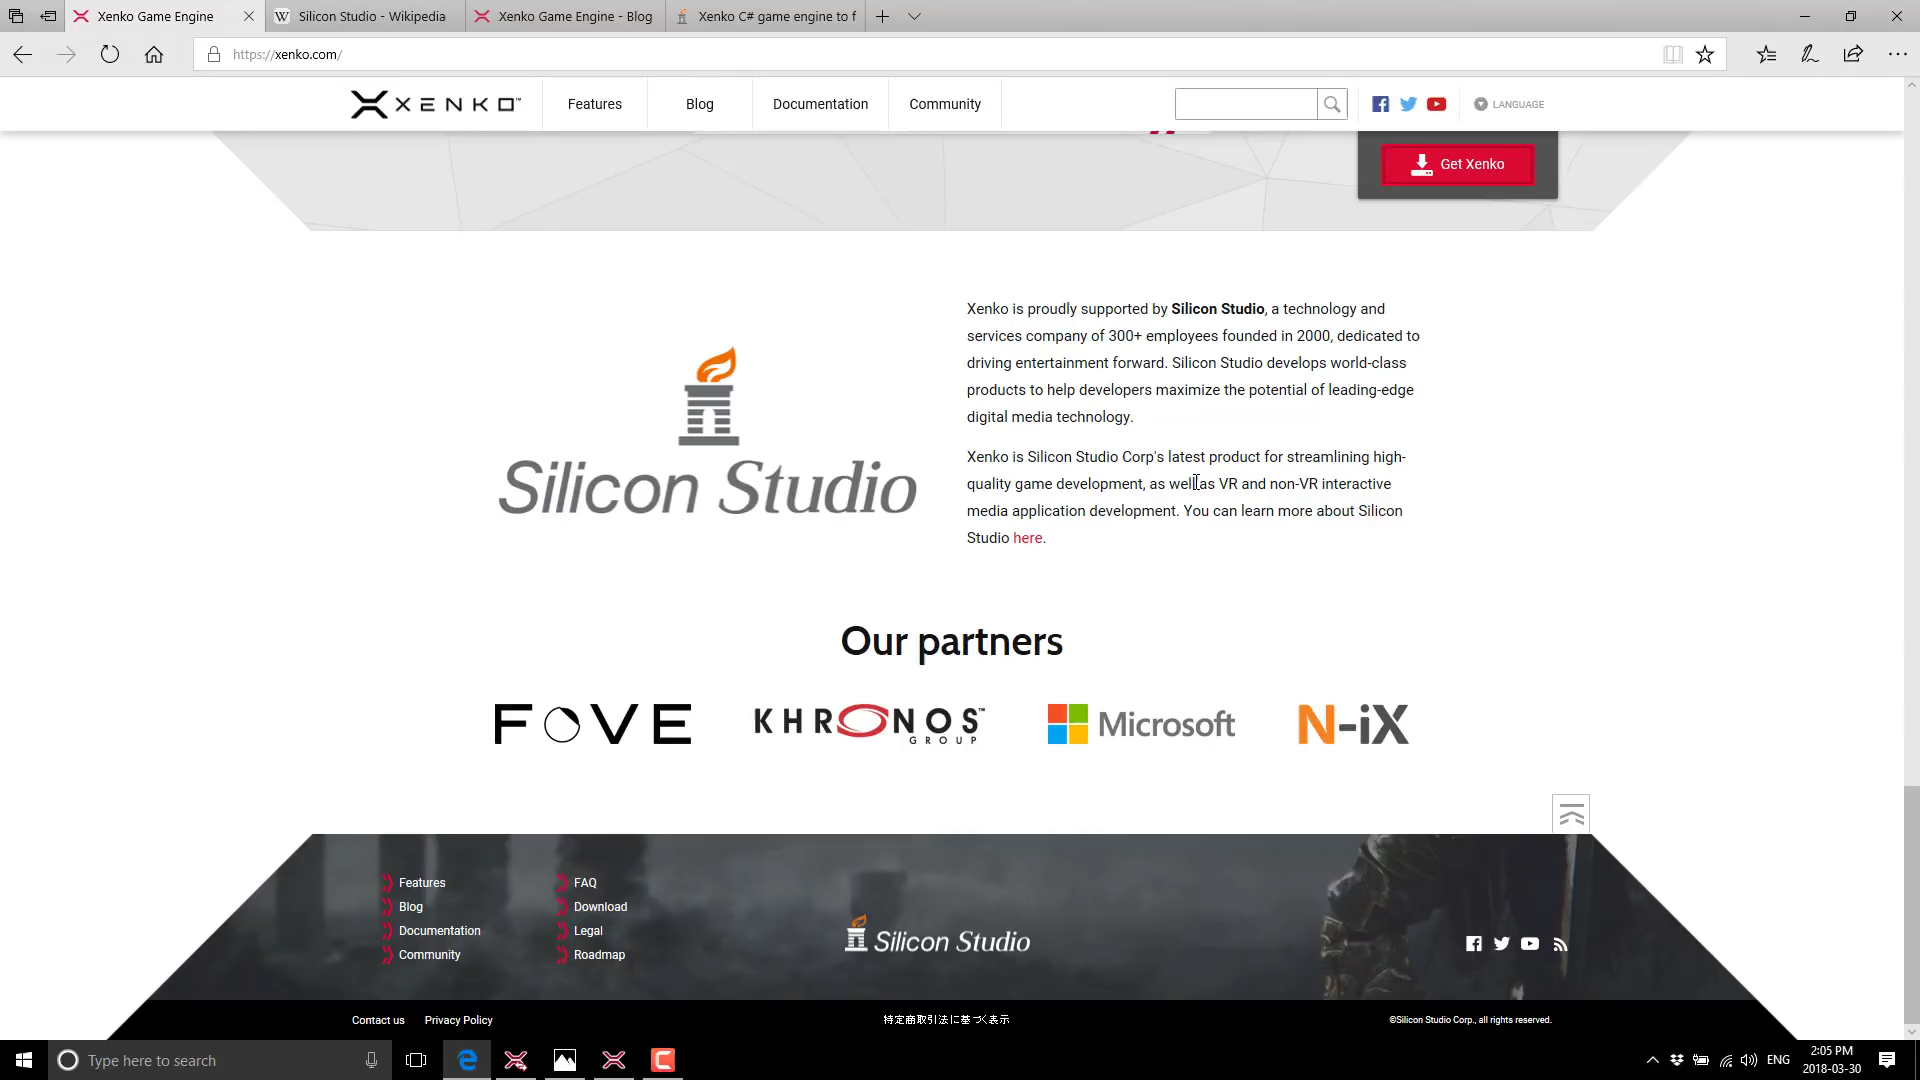 Xenko Game Engine
Silicon Studio - Wikipedia
Xenko Game Engine - Blog
Xenko C# game engine to f
https://xenko.com/
XENKO™
Features
Blog
Documentation
Community
LANGUAGE
Get Xenko
Xenko is proudly supported by Silicon Studio, a technology and
services company of 300+ employees founded in 2000, dedicated to
driving entertainment forward. Silicon Studio develops world-class
products to help developers maximize the potential of leading-edge
digital media technology.
Silicon Studio
Xenko is Silicon Studio Corp's latest product for streamlining high-
quality game development, as well as VR and non-VR interactive
media application development. You can learn more about Silicon
Studio here.
Our partners
FOVE
KHRONOS™
GROUP
Microsoft
N-iX
Features
Blog
Documentation
Community
FAQ
Download
Legal
Roadmap
Silicon Studio
Contact us
Privacy Policy
特定商取引法に基づく表示
©Silicon Studio Corp., all rights reserved.
Type here to search
ENG
2:05 PM
2018-03-30